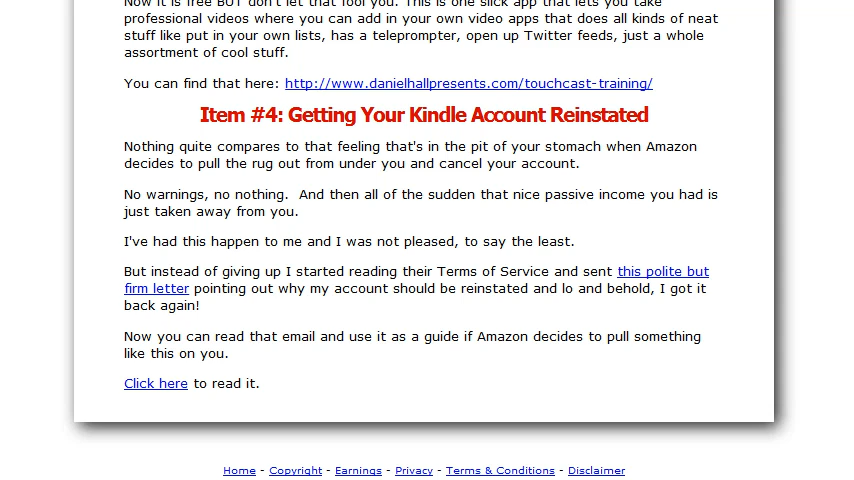 Now it is free BUT don't let that fool you. This is one slick app that lets you take
professional videos where you can add in your own video apps that does all kinds of neat
stuff like put in your own lists, has a teleprompter, open up Twitter feeds, just a whole
assortment of cool stuff.
You can find that here: http://www.danielhallpresents.com/touchcast-training/
Item #4: Getting Your Kindle Account Reinstated
Nothing quite compares to that feeling that's in the pit of your stomach when Amazon
decides to pull the rug out from under you and cancel your account.
No warnings, no nothing.  And then all of the sudden that nice passive income you had is
just taken away from you.
I've had this happen to me and I was not pleased, to say the least.
But instead of giving up I started reading their Terms of Service and sent this polite but
firm letter pointing out why my account should be reinstated and lo and behold, I got it
back again!
Now you can read that email and use it as a guide if Amazon decides to pull something
like this on you.
Click here to read it.
Home - Copyright - Earnings - Privacy - Terms & Conditions - Disclaimer